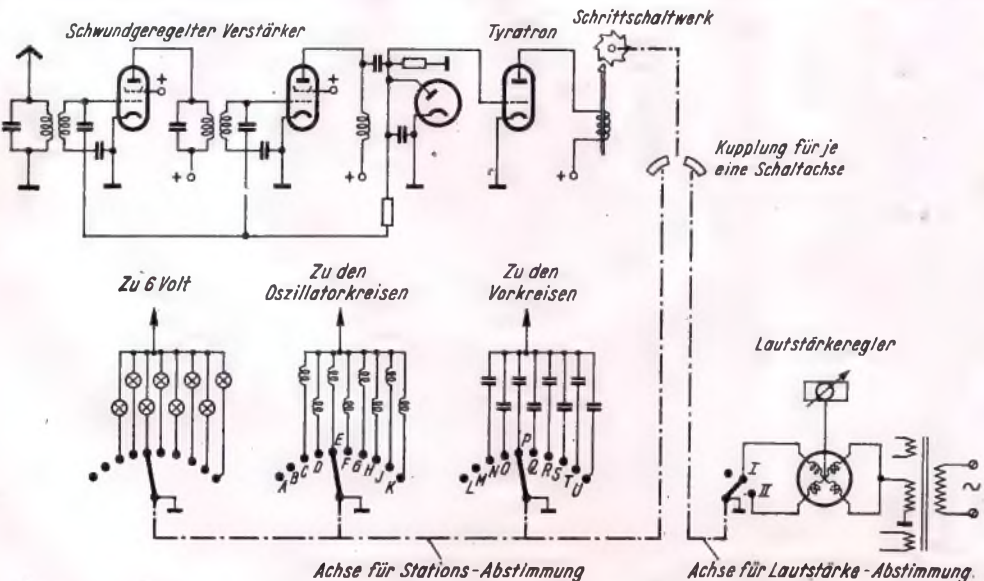 Schwundgeregelter Verstärker
Tyratron
Schrittschaltwerk
+
+
+
+
+
+
Kupplung für je
eine Schaltachse
Zu 6 Volt
Zu den
Oszillatorkreisen
Zu den
Vorkreisen
Lautstärkeregler
A B C D E F G H J K
L M N O P Q R S T U
I
II
~
Achse für Stations-Abstimmung
Achse für Lautstärke-Abstimmung